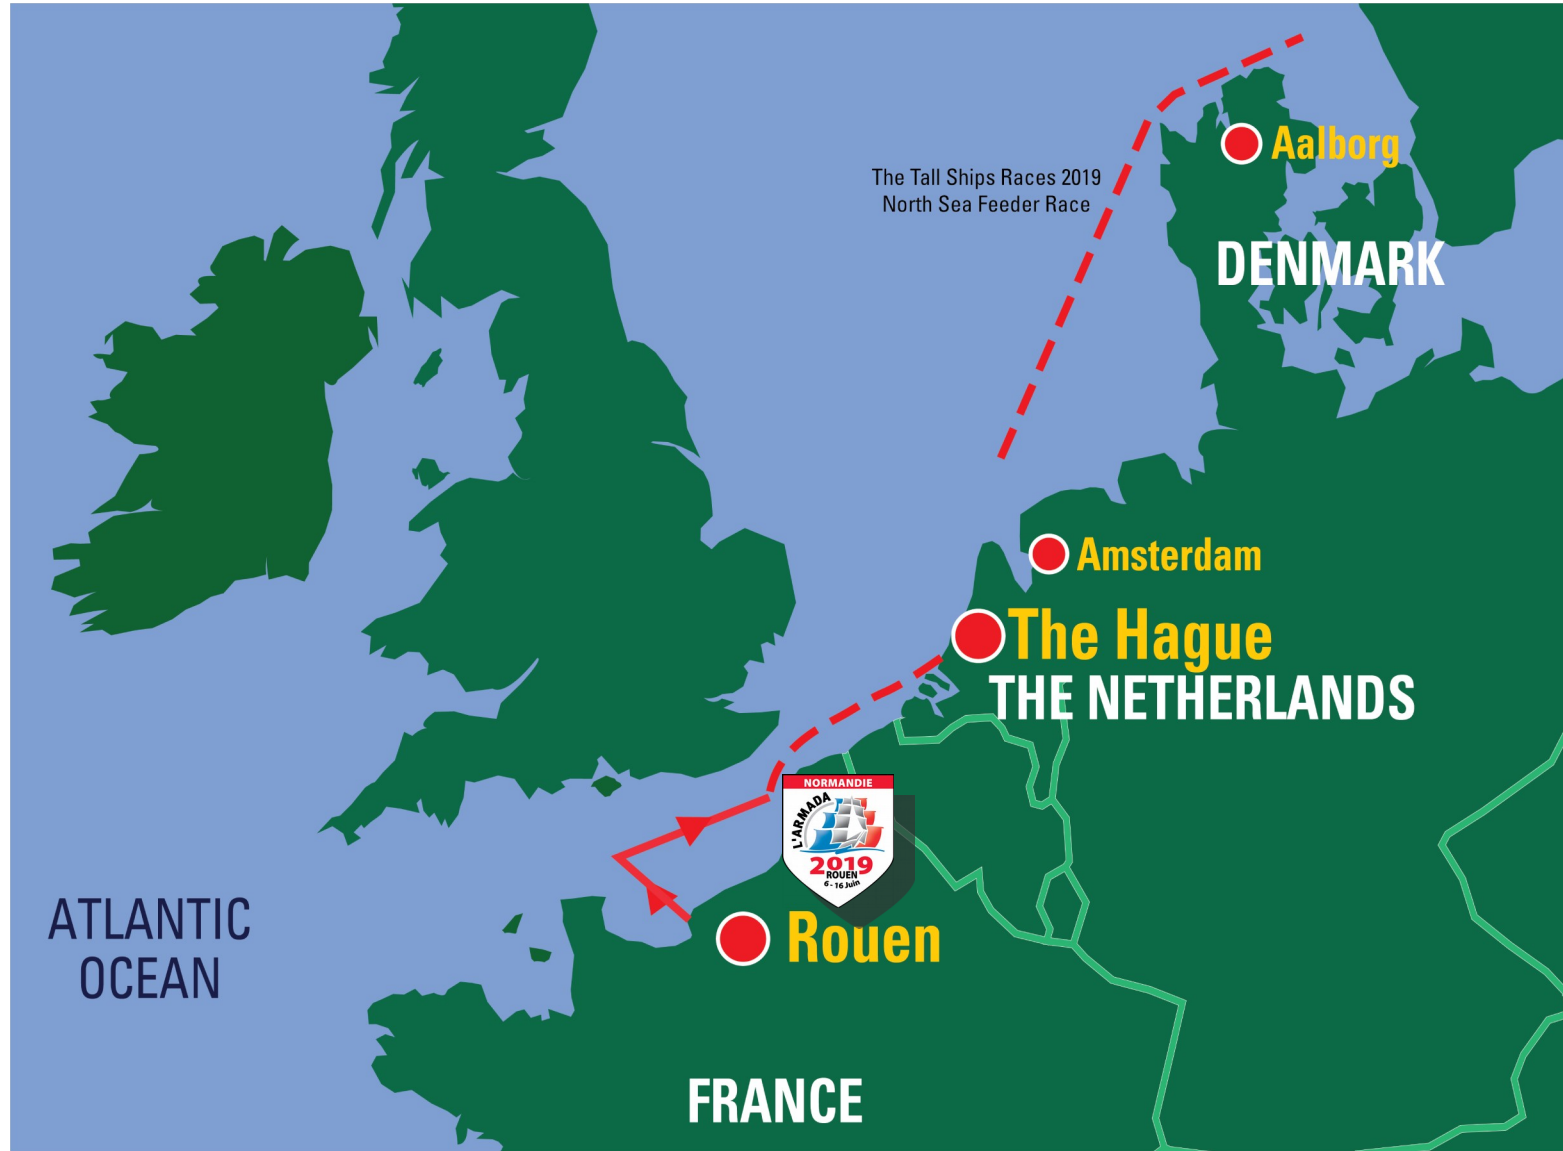 Aalborg
The Tall Ships Races 2019
North Sea Feeder Race
DENMARK
Amsterdam
The Hague
THE NETHERLANDS
NORMANDIE
L'ARMADA
2019
ROUEN
6 - 16 Juin
ATLANTIC
OCEAN
Rouen
FRANCE